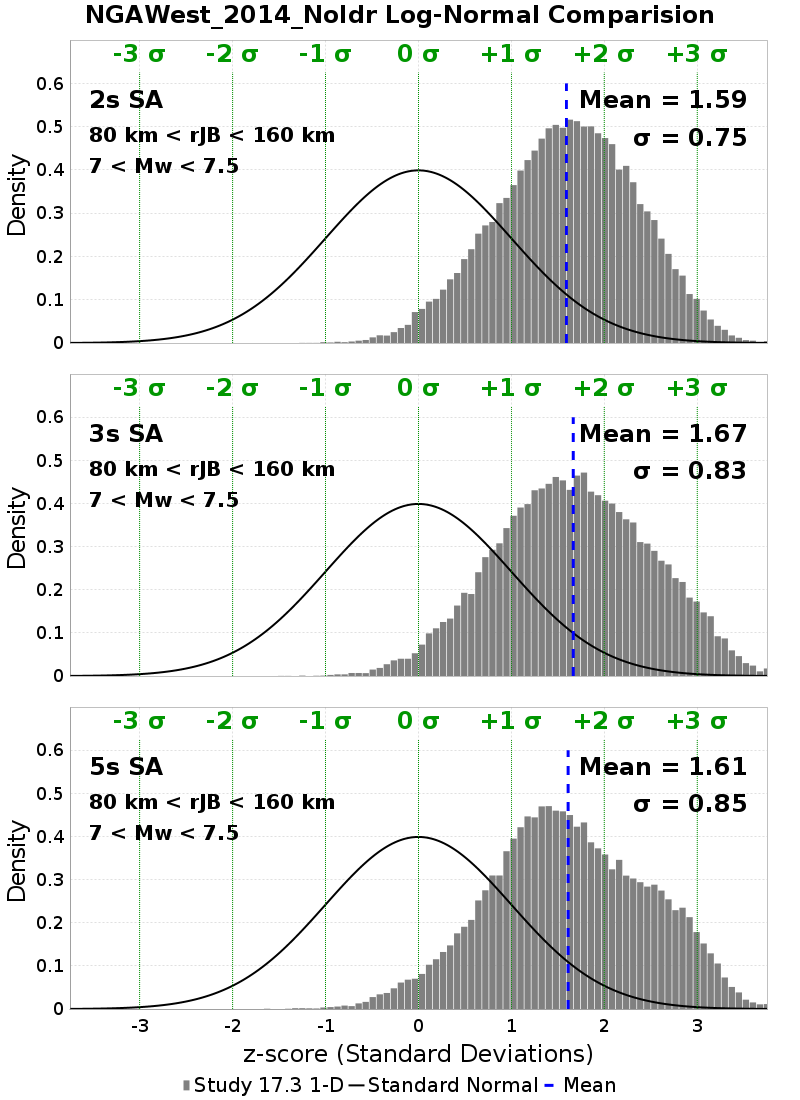 NGAWest_2014_NoIdr Log-Normal Comparision
-3 σ -2 σ -1 σ 0 σ +1 σ +2 σ +3 σ
2s SA
Mean = 1.59
80 km < rJB < 160 km
σ = 0.75
7 < Mw < 7.5
Density
0.6
0.5
0.4
0.3
0.2
0.1
0
-3 σ -2 σ -1 σ 0 σ +1 σ +2 σ +3 σ
3s SA
Mean = 1.67
80 km < rJB < 160 km
σ = 0.83
7 < Mw < 7.5
Density
0.6
0.5
0.4
0.3
0.2
0.1
0
-3 σ -2 σ -1 σ 0 σ +1 σ +2 σ +3 σ
5s SA
Mean = 1.61
80 km < rJB < 160 km
σ = 0.85
7 < Mw < 7.5
Density
0.6
0.5
0.4
0.3
0.2
0.1
0
-3 -2 -1 0 1 2 3
z-score (Standard Deviations)
Study 17.3 1-D Standard Normal Mean